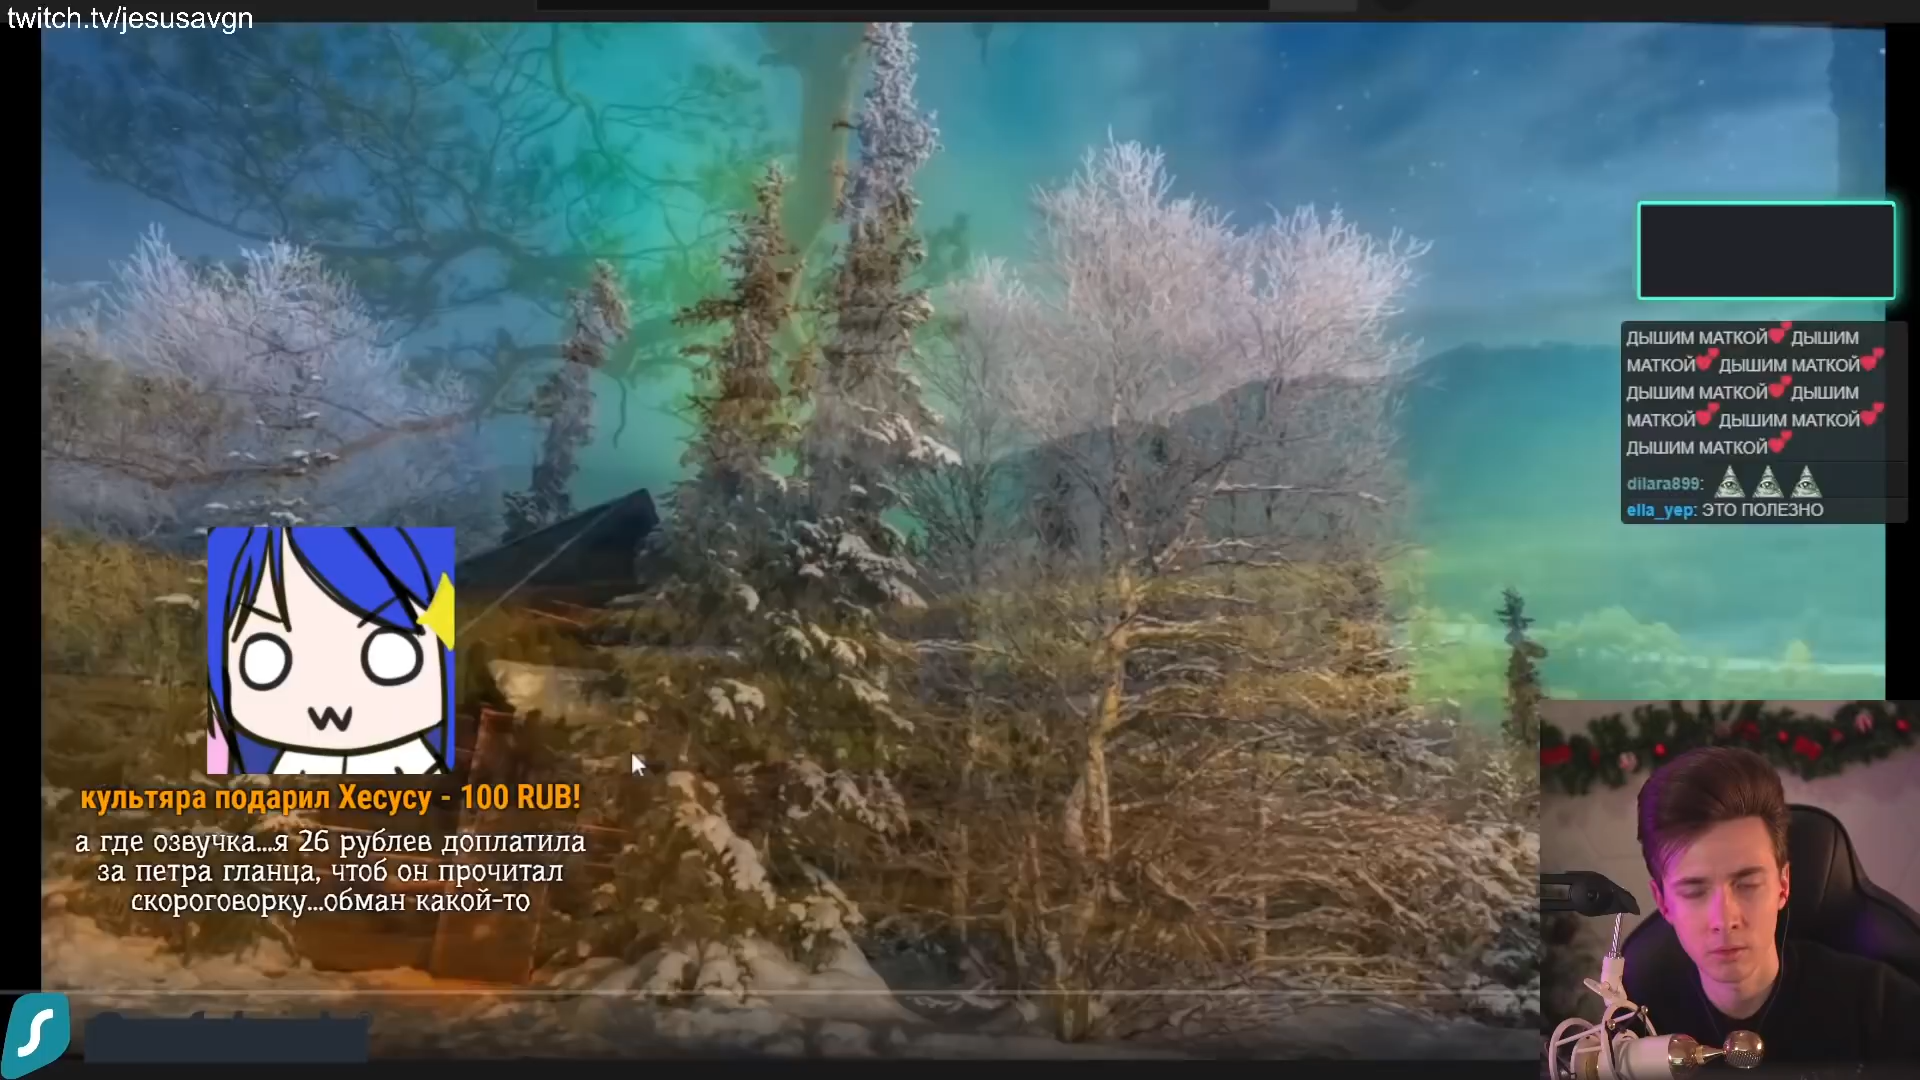 twitch.tv/jesusavgn
ДЫШИМ МАТКОЙ💕ДЫШИМ
МАТКОЙ💕ДЫШИМ МАТКОЙ💕
ДЫШИМ МАТКОЙ💕ДЫШИМ
МАТКОЙ💕ДЫШИМ МАТКОЙ💕
ДЫШИМ МАТКОЙ💕
dilara899:
ella_yep: ЭТО ПОЛЕЗНО
культяра подарил Хесусу - 100 RUB!
а где озвучка...я 26 рублев доплатила
за петра гланца, чтоб он прочитал
скороговорку...обман какой-то